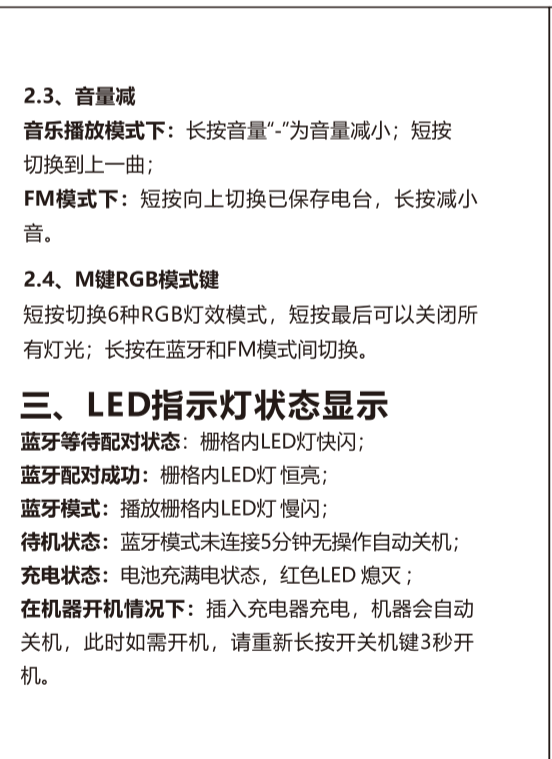 2.3、音量减
音乐播放模式下：长按音量“-”为音量减小；短按
切换到上一曲；
FM模式下：短按向上切换已保存电台，长按减小
音。
2.4、M键RGB模式键
短按切换6种RGB灯效模式，短按最后可以关闭所
有灯光；长按在蓝牙和FM模式间切换。
三、LED指示灯状态显示
蓝牙等待配对状态：栅格内LED灯快闪；
蓝牙配对成功：栅格内LED灯 恒亮；
蓝牙模式：播放栅格内LED灯 慢闪；
待机状态：蓝牙模式未连接5分钟无操作自动关机；
充电状态：电池充满电状态，红色LED 熄灭；
在机器开机情况下：插入充电器充电，机器会自动
关机，此时如需开机，请重新长按开关机键3秒开
机。